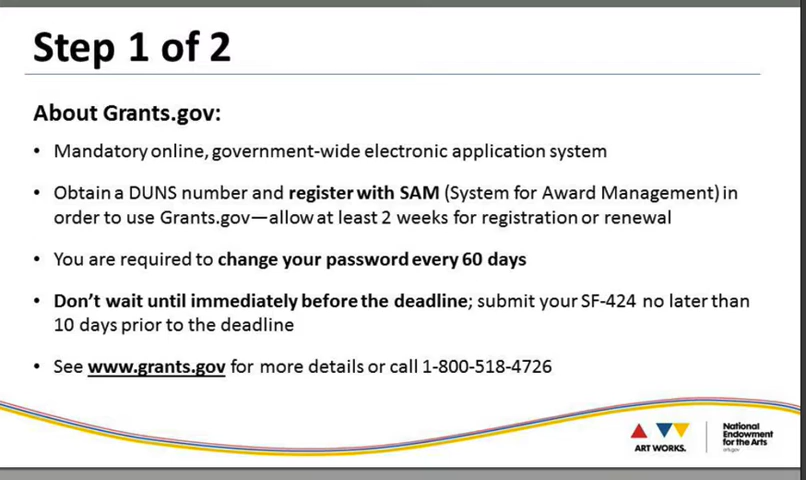 Step 1 of 2
About Grants.gov:
• Mandatory online, government-wide electronic application system
• Obtain a DUNS number and register with SAM (System for Award Management) in
order to use Grants.gov—allow at least 2 weeks for registration or renewal
• You are required to change your password every 60 days
• Don't wait until immediately before the deadline; submit your SF-424 no later than
10 days prior to the deadline
• See www.grants.gov for more details or call 1-800-518-4726
ART WORKS.
National
Endowment
for the Arts
arts.gov